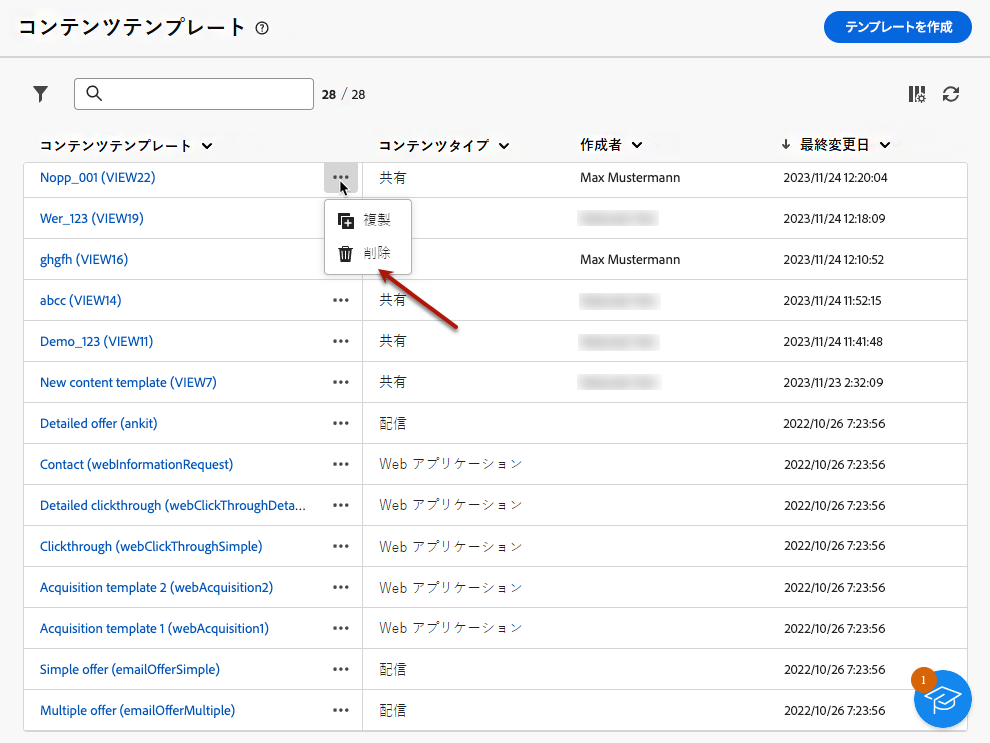 コンテンツテンプレート
テンプレートを作成
28 / 28
コンテンツテンプレート コンテンツタイプ 作成者 最終変更日
Nopp_001 (VIEW22) 共有 Max Mustermann 2023/11/24 12:20:04
Wer_123 (VIEW19) 複製 2023/11/24 12:18:09
ghgfh (VIEW16) 削除 Max Mustermann 2023/11/24 12:10:52
abcc (VIEW14) 共有 2023/11/24 11:52:15
Demo_123 (VIEW11) 共有 2023/11/24 11:41:48
New content template (VIEW7) 共有 2023/11/23 2:32:09
Detailed offer (ankit) 配信 2022/10/26 7:23:56
Contact (webInformationRequest) Web アプリケーション 2022/10/26 7:23:56
Detailed clickthrough (webClickThroughDeta... Web アプリケーション 2022/10/26 7:23:56
Clickthrough (webClickThroughSimple) Web アプリケーション 2022/10/26 7:23:56
Acquisition template 2 (webAcquisition2) Web アプリケーション 2022/10/26 7:23:56
Acquisition template 1 (webAcquisition1) Web アプリケーション 2022/10/26 7:23:56
Simple offer (emailOfferSimple) 配信 2022/10/26 7:23:56
Multiple offer (emailOfferMultiple) 配信 2022/10/26 7:23:56
1